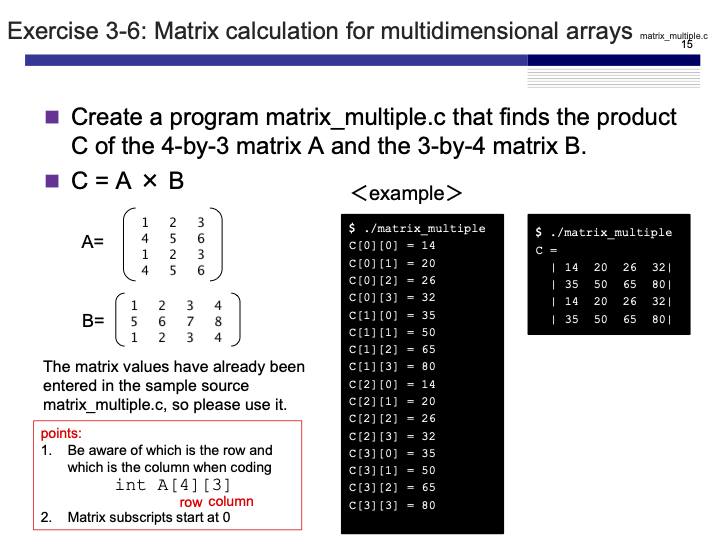 Exercise 3-6: Matrix calculation for multidimensional arrays matrix_multiple.c
15
Create a program matrix_multiple.c that finds the product
C of the 4-by-3 matrix A and the 3-by-4 matrix B.
C = A × B
A=
1 2 3
4 5 6
1 2 3
4 5 6
B=
1 2 3 4
5 6 7 8
1 2 3 4
The matrix values have already been
entered in the sample source
matrix_multiple.c, so please use it.
points:
1. Be aware of which is the row and
which is the column when coding
int A[4][3]
row column
2. Matrix subscripts start at 0
<example>
$ ./matrix_multiple
C[0][0] = 14
C[0][1] = 20
C[0][2] = 26
C[0][3] = 32
C[1][0] = 35
C[1][1] = 50
C[1][2] = 65
C[1][3] = 80
C[2][0] = 14
C[2][1] = 20
C[2][2] = 26
C[2][3] = 32
C[3][0] = 35
C[3][1] = 50
C[3][2] = 65
C[3][3] = 80
$ ./matrix_multiple
C =
| 14 20 26 32|
| 35 50 65 80|
| 14 20 26 32|
| 35 50 65 80|